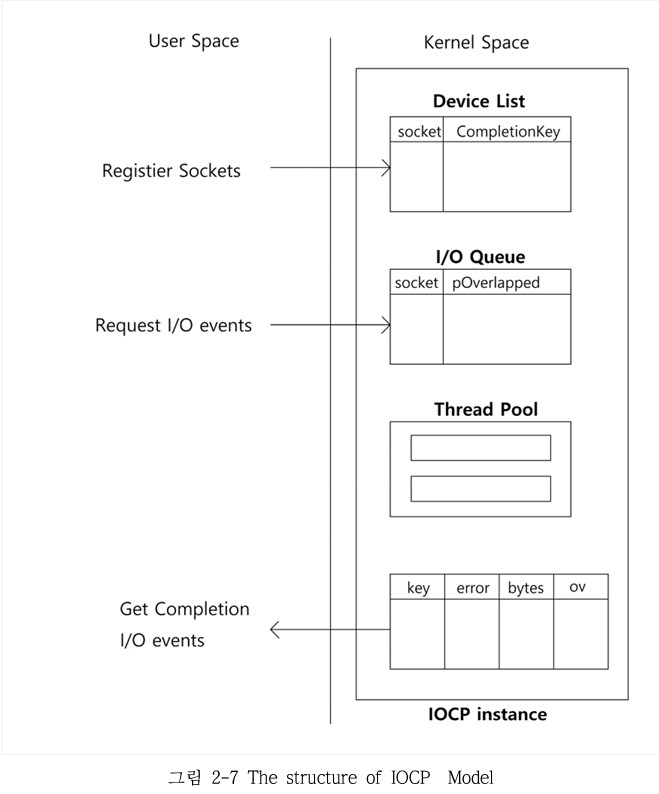 User Space
Kernel Space
Device List
socket CompletionKey
Registier Sockets
I/O Queue
socket pOverlapped
Request I/O events
Thread Pool
key error bytes ov
Get Completion
I/O events
IOCP instance
그림 2-7 The structure of IOCP Model